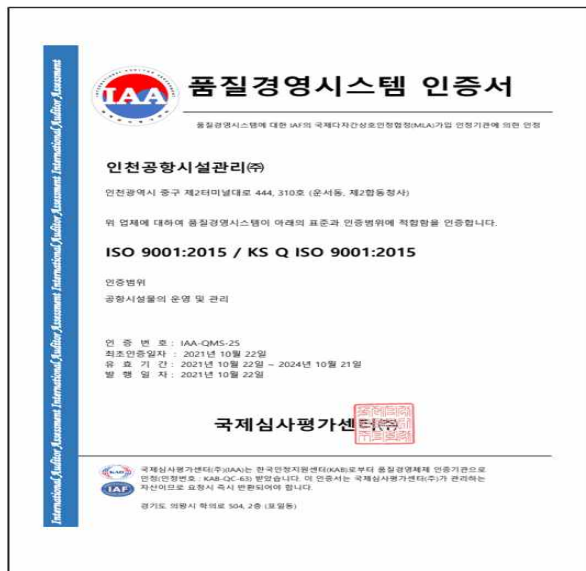 International Auditor Assessment International Auditor Assessment International Auditor Assessment International Auditor Assessment
IAA
품질경영시스템 인증서
품질경영시스템에 대한 IAF의 국제다자간상호인정협정(MLA)가입 인정기관에 의한 인정
인천공항시설관리㈜
인천광역시 중구 제2터미널대로 444, 310호 (운서동, 제2합동청사)
위 업체에 대하여 품질경영시스템이 아래의 표준과 인증범위에 적합함을 인증합니다.
ISO 9001:2015 / KS Q ISO 9001:2015
인증범위
공항시설물의 운영 및 관리
인 증 번 호 : IAA-QMS-25
최초인증일자 : 2021년 10월 22일
유 효 기 간 : 2021년 10월 22일 ~ 2024년 10월 21일
발 행 일 자 : 2021년 10월 22일
국제심사평가센터(주)
KAB
IAF
국제심사평가센터(주)(IAA)는 한국인정지원센터(KAB)로부터 품질경영체제 인증기관으로
인정(인정번호 : KAB-QC-63) 받았습니다. 이 인증서는 국제심사평가센터(주)가 관리하는
자산이므로 요청시 즉시 반환되어야 합니다.
경기도 의왕시 학의로 504, 2층 (포일동)